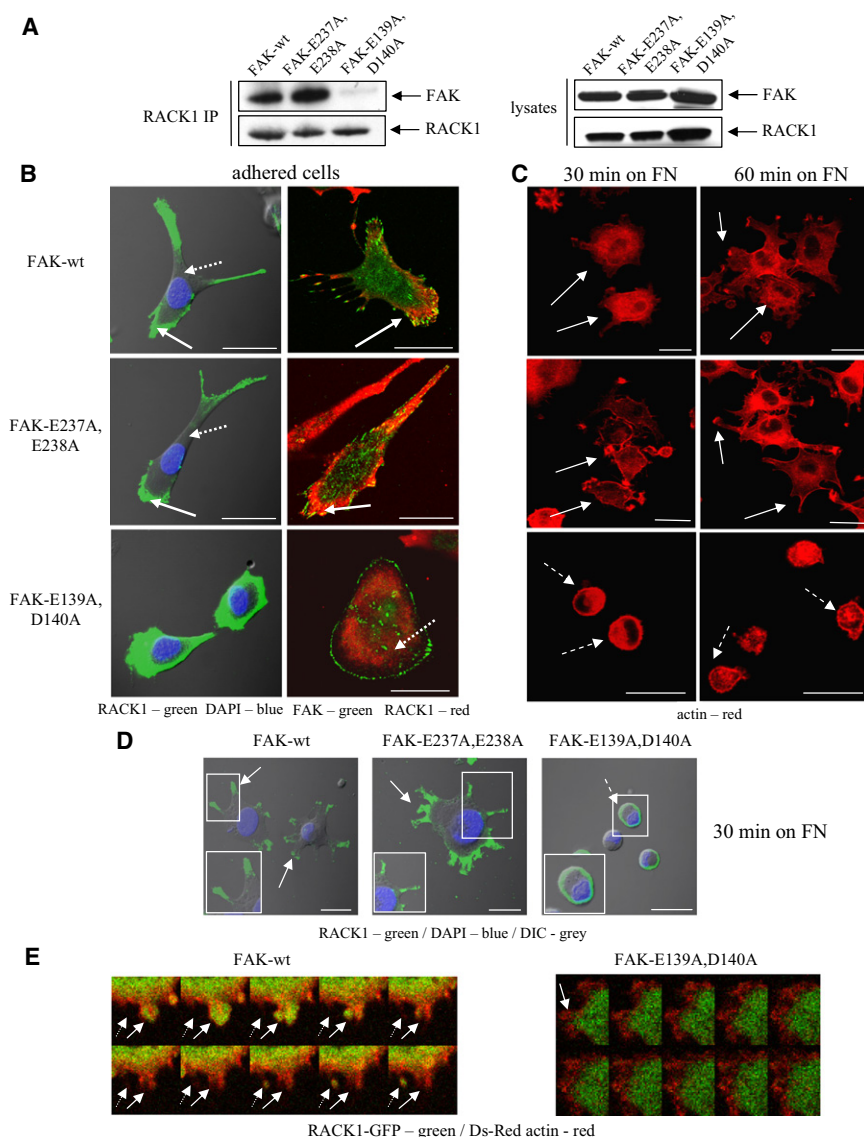 A
FAK-wt
FAK-E237A,
E238A
FAK-E139A,
D140A
RACK1 IP
FAK
RACK1
FAK-wt
FAK-E237A,
E238A
FAK-E139A,
D140A
lysates
FAK
RACK1
B
adhered cells
FAK-wt
FAK-E237A,
E238A
FAK-E139A,
D140A
RACK1 – green DAPI – blue
FAK – green RACK1 – red
C
30 min on FN
60 min on FN
actin – red
D
FAK-wt
FAK-E237A,E238A
FAK-E139A,D140A
30 min on FN
RACK1 – green / DAPI – blue / DIC - grey
E
FAK-wt
FAK-E139A,D140A
RACK1-GFP – green / Ds-Red actin - red